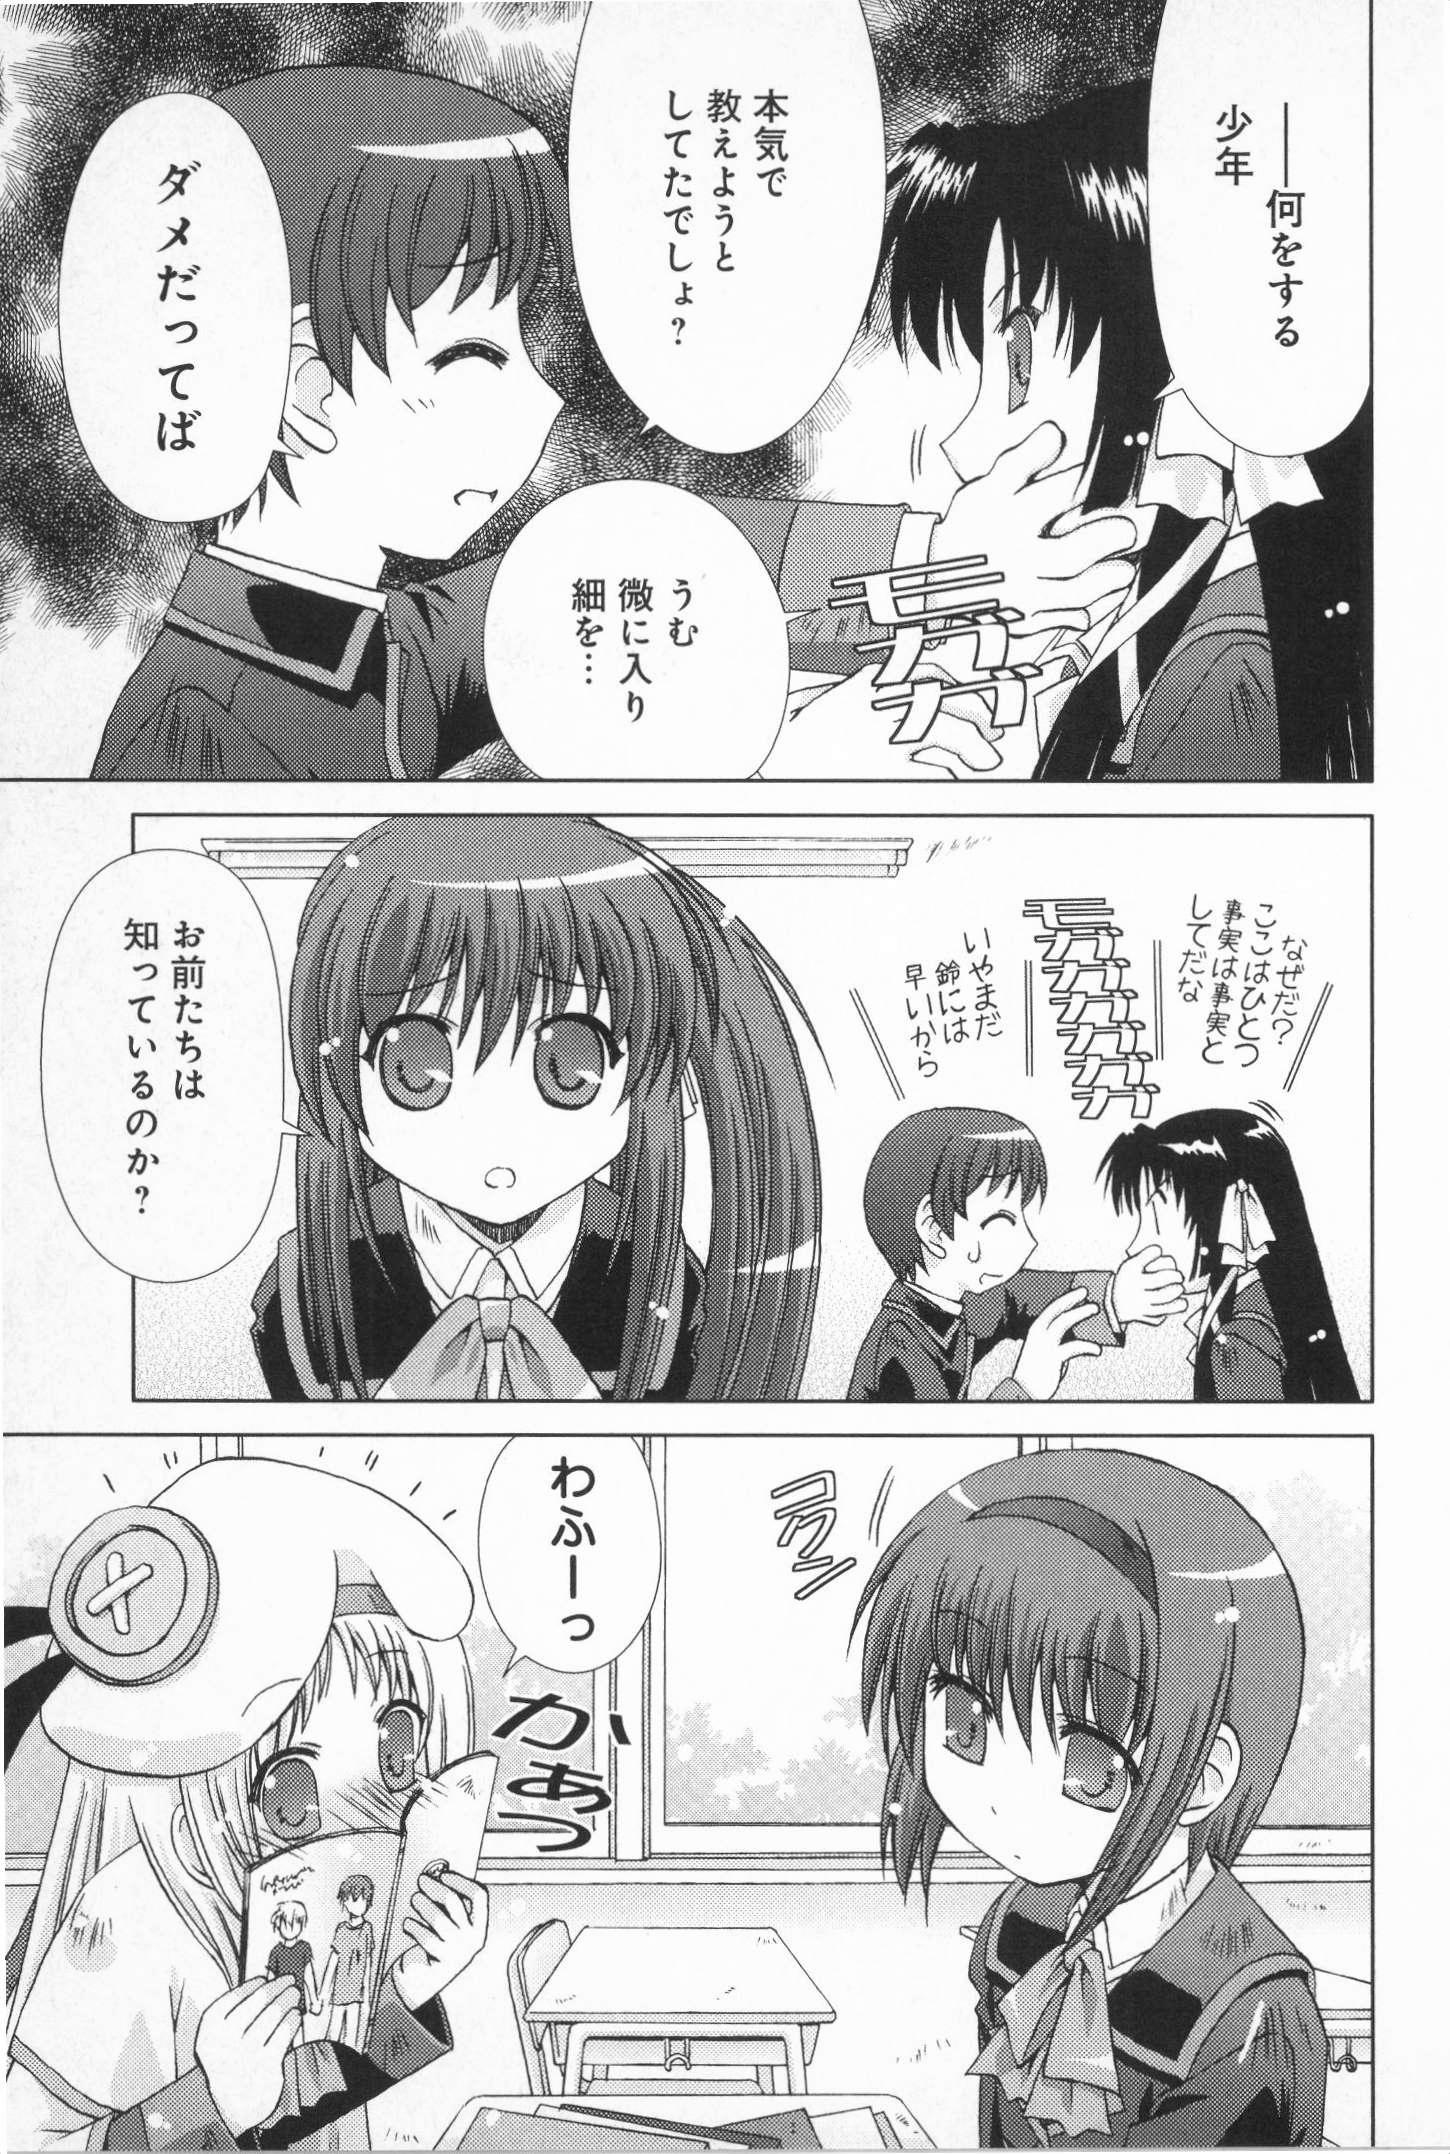 ――何をする
少年
本気で
教えようと
してたでしょ?
うむ
微に入り
細を…
ダメだってば
モガ
ガガ
なぜだ?
ここはひとつ
事実は事実と
してだな
モガガガガガガ
いやまだ
鈴には
早いから
お前たちは
知っているのか?
コクン
わふーっ
かあっ